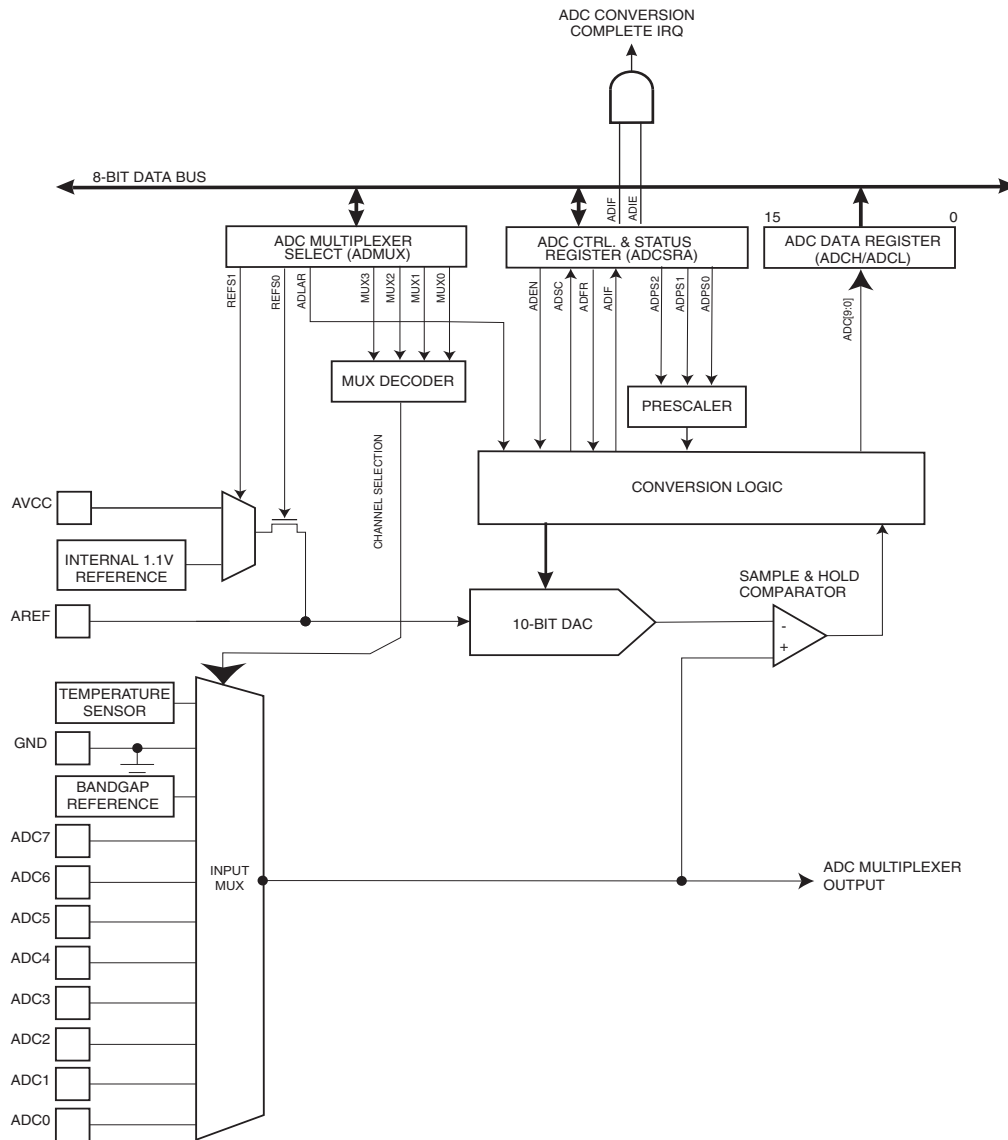 ADC CONVERSION
COMPLETE IRQ
8-BIT DATA BUS
ADIF
ADIE
15
0
ADC MULTIPLEXER
SELECT (ADMUX)
ADC CTRL. & STATUS
REGISTER (ADCSRA)
ADC DATA REGISTER
(ADCH/ADCL)
REFS1
REFS0
ADLAR
MUX3
MUX2
MUX1
MUX0
ADEN
ADSC
ADFR
ADIF
ADPS2
ADPS1
ADPS0
ADC[9:0]
MUX DECODER
PRESCALER
CHANNEL SELECTION
CONVERSION LOGIC
AVCC
INTERNAL 1.1V
REFERENCE
SAMPLE & HOLD
COMPARATOR
AREF
10-BIT DAC
-
+
TEMPERATURE
SENSOR
GND
BANDGAP
REFERENCE
ADC7
INPUT
MUX
ADC MULTIPLEXER
OUTPUT
ADC6
ADC5
ADC4
ADC3
ADC2
ADC1
ADC0